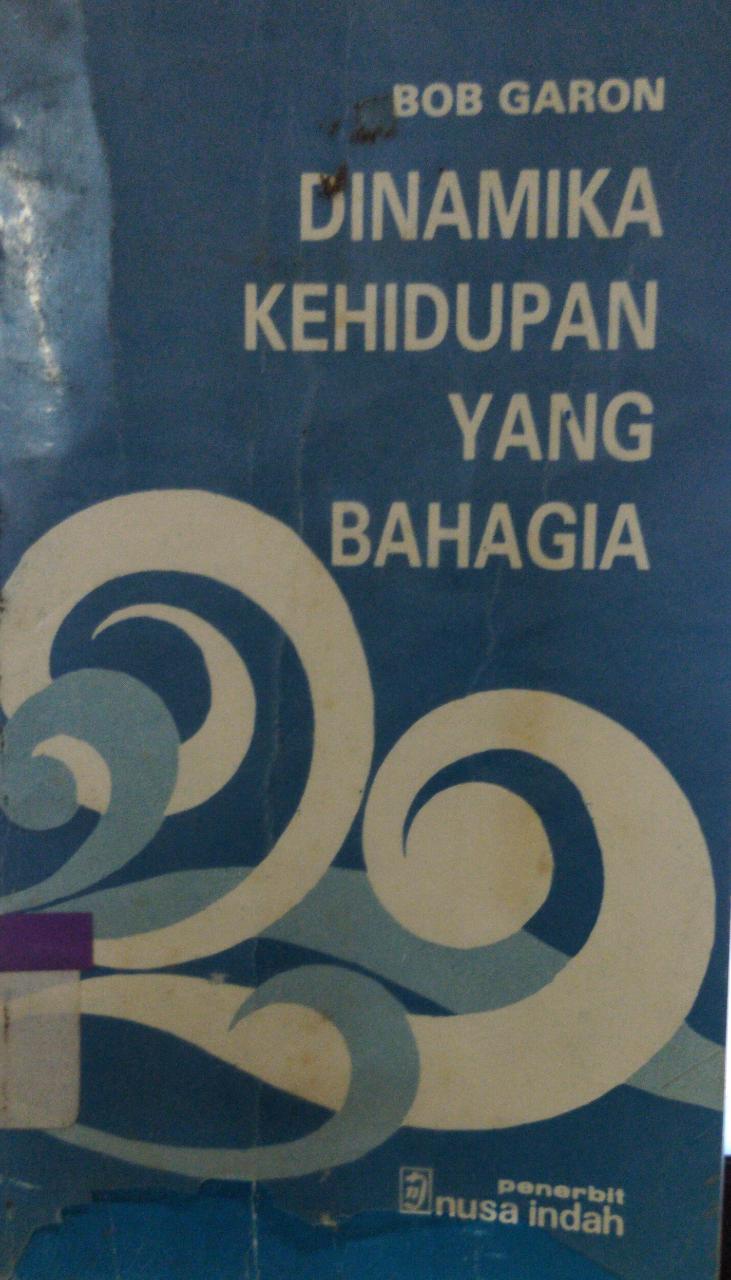 BOB GARON
DINAMIKA
KEHIDUPAN
YANG
BAHAGIA
penerbit
nusa indah